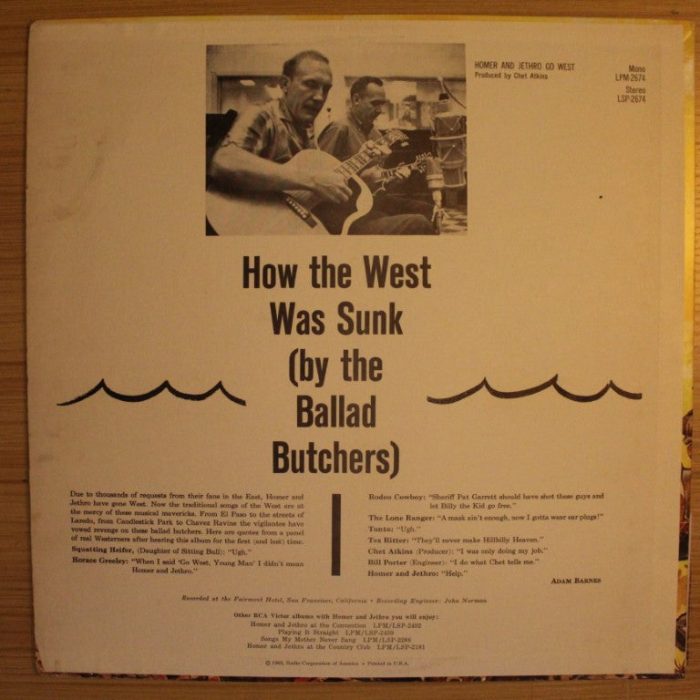 HOMER AND JETHRO GO WEST
Produced by Chet Atkins
Mono
LPM-2674
Stereo
LSP-2674
How the West
Was Sunk
(by the
Ballad
Butchers)
Due to thousands of requests from their fans in the East, Homer and
Jethro have gone West. Now the traditional songs of the West are at
the mercy of these musical mavericks. From El Paso to the streets of
Laredo, from Candlestick Park to Chavez Ravine the vigilantes have
vowed revenge on these ballad butchers. Here are quotes from a panel
of real Westerners after hearing this album for the first (and last) time.
Squatting Heifer, (Daughter of Sitting Bull): "Ugh."
Horace Greeley: "When I said 'Go West, Young Man' I didn't mean
Homer and Jethro."
Rodeo Cowboy: "Sheriff Pat Garrett should have shot these guys and
let Billy the Kid go free."
The Lone Ranger: "A mask ain't enough, now I gotta wear ear plugs!"
Tonto: "Ugh."
Tex Ritter: "They'll never make Hillbilly Heaven."
Chet Atkins (Producer): "I was only doing my job."
Bill Porter (Engineer): "I do what Chet tells me."
Homer and Jethro: "Help."
ADAM BARNES
Recorded at the Fairmont Hotel, San Francisco, California • Recording Engineer: John Norman
Other RCA Victor albums with Homer and Jethro you will enjoy:
Homer and Jethro at the Convention LPM/LSP-2492
Playing It Straight LPM/LSP-2459
Songs My Mother Never Sang LPM/LSP-2286
Homer and Jethro at the Country Club LPM/LSP-2181
© 1963, Radio Corporation of America • Printed in U.S.A.